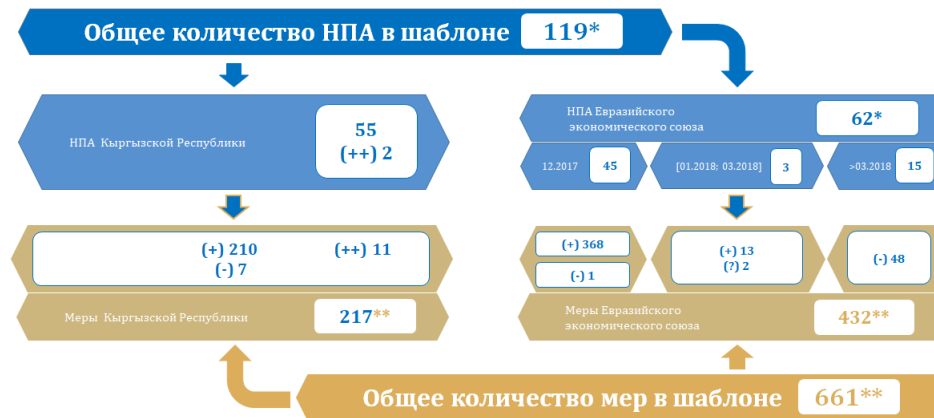 Общее количество НПА в шаблоне 119*
НПА Кыргызской Республики
55
(++) 2
НПА Евразийского
экономического союза
62*
12.2017 45 [01.2018; 03.2018] 3 >03.2018 15
(+) 210 (++) 11
(-) 7
Меры Кыргызской Республики 217**
(+) 368
(-) 1
(+) 13
(?) 2
(-) 48
Меры Евразийского
экономического союза
432**
Общее количество мер в шаблоне 661**